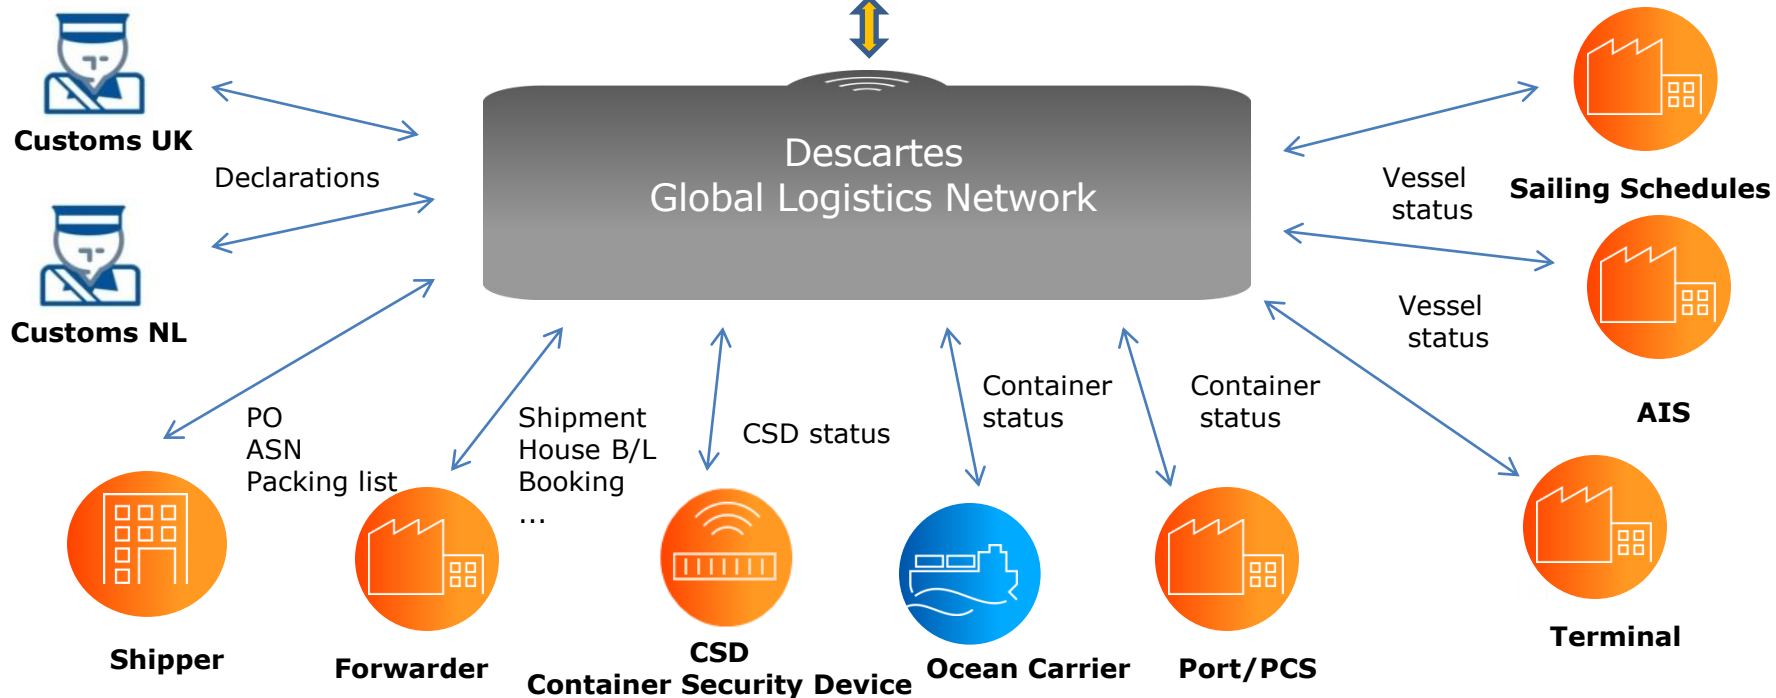 Descartes
Global Logistics Network
Customs UK
Declarations
Customs NL
Vessel
status
Sailing Schedules
Vessel
status
AIS
PO
ASN
Packing list
Shipment
House B/L
Booking
...
CSD status
Container
status
Container
status
Shipper
Forwarder
CSD
Container Security Device
Ocean Carrier
Port/PCS
Terminal